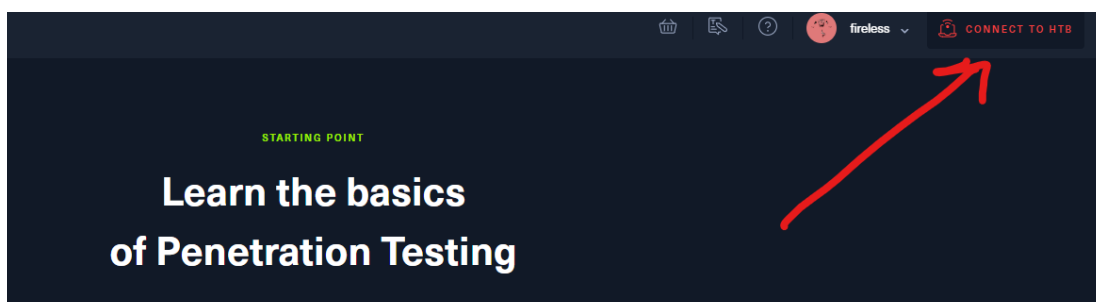 fireless
CONNECT TO HTB
STARTING POINT
Learn the basics
of Penetration Testing